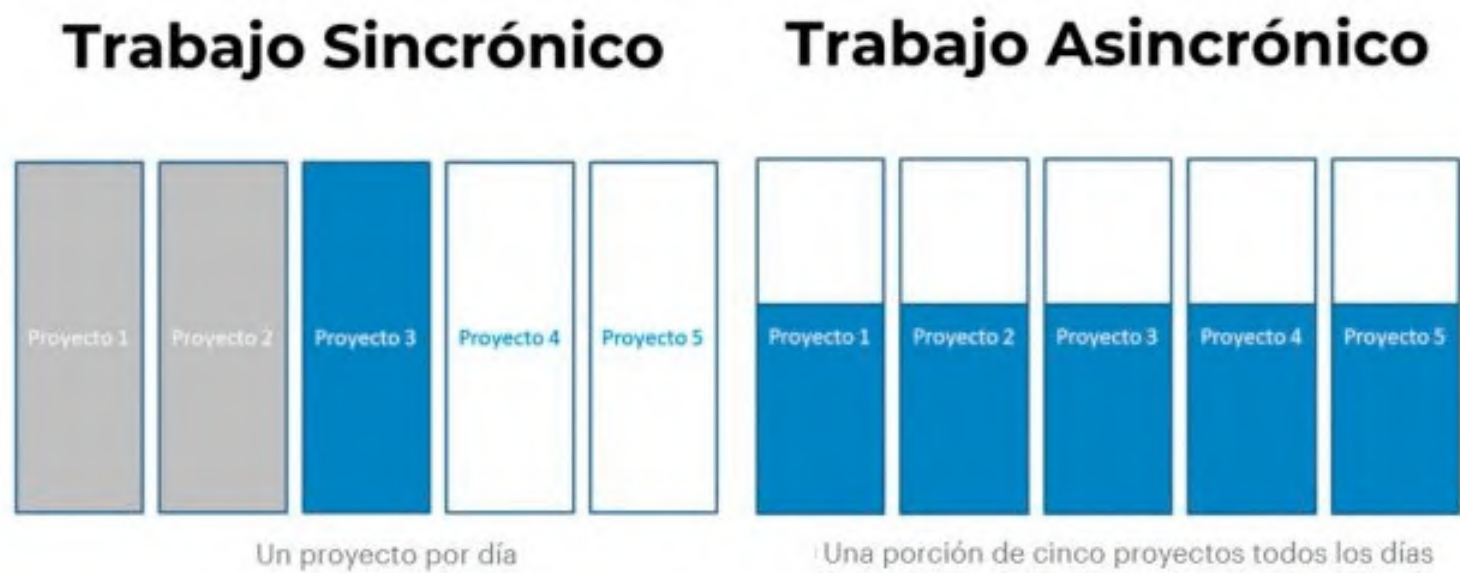 Trabajo Sincrónico
Proyecto 1
Proyecto 2
Proyecto 3
Proyecto 4
Proyecto 5
Un proyecto por día
Trabajo Asincrónico
Proyecto 1
Proyecto 2
Proyecto 3
Proyecto 4
Proyecto 5
Una porción de cinco proyectos todos los días